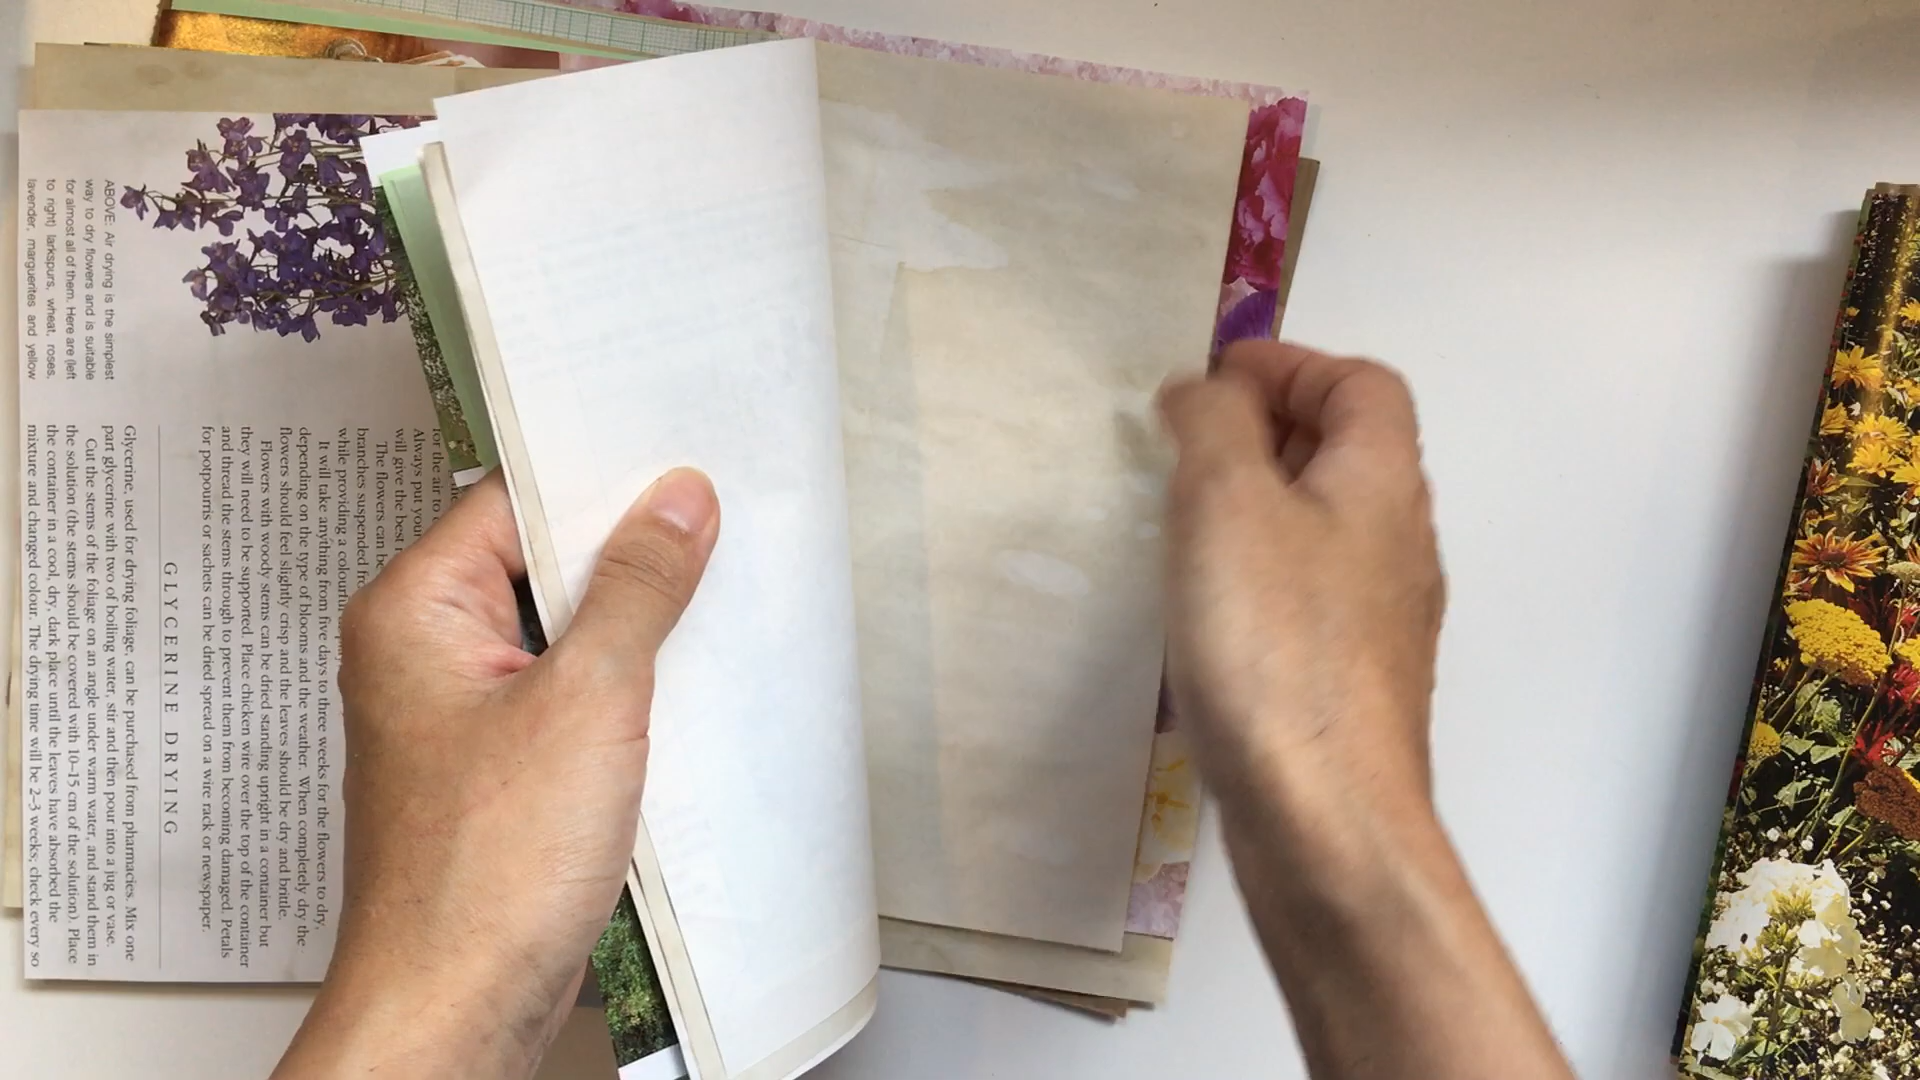 ABOVE: Air drying is the simplest
way to dry flowers and is suitable
for almost all of them. Here are (left
to right) larkspurs, wheat, roses,
lavender, marguerites and yellow
for the air to
Always put your
will give the best
The flowers can be
branches suspended
while providing a colourful
It will take anything from five days to three weeks for the flowers to dry,
depending on the type of blooms and the weather. When completely dry the
flowers should feel slightly crisp and the leaves should be dry and brittle.
Flowers with woody stems can be dried standing upright in a container but
they will need to be supported. Place chicken wire over the top of the container
and thread the stems through to prevent them from becoming damaged. Petals
for potpourris or sachets can be dried spread on a wire rack or newspaper.
GLYCERINE DRYING
Glycerine, used for drying foliage, can be purchased from pharmacies. Mix one
part glycerine with two of boiling water, stir and then pour into a jug or vase.
Cut the stems of the foliage on an angle under warm water, and stand them in
the solution (the stems should be covered with 10–15 cm of the solution). Place
the container in a cool, dry, dark place until the leaves have absorbed the
mixture and changed colour. The drying time will be 2–3 weeks; check every so